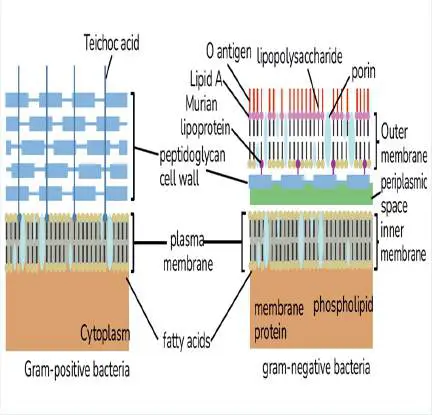 Teichoc acid
O antigen
lipopolysaccharide
Lipid A
porin
Murian
lipoprotein
Outer
membrane
peptidoglycan
cell wall
periplasmic
space
plasma
membrane
inner
membrane
membrane
protein
phospholipid
Cytoplasm
fatty acids
Gram-positive bacteria
gram-negative bacteria